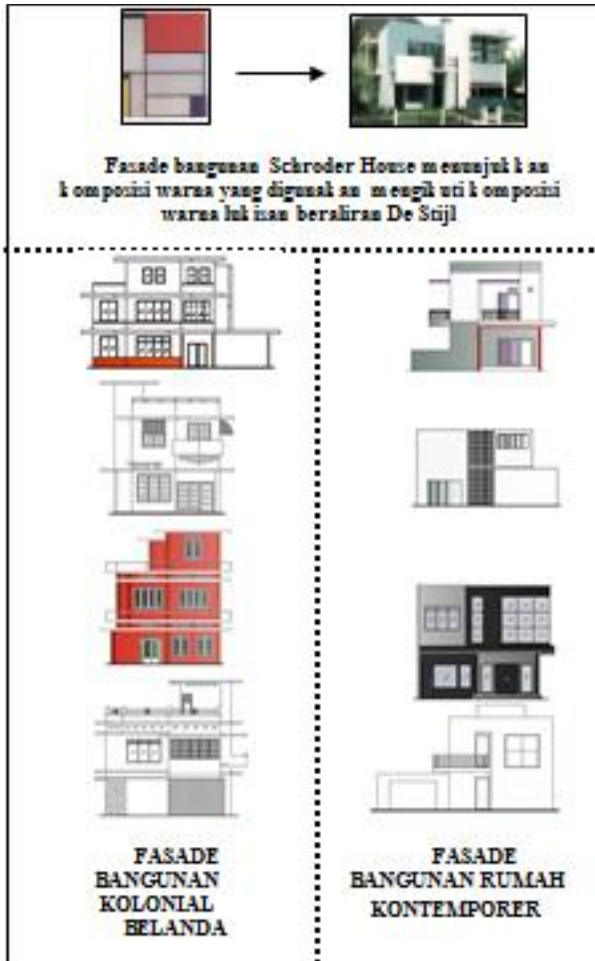 Fasade bangunan Schroder House menunjukkan
komposisi warna yang digunakan mengikuti komposisi
warna lukisan beraliran De Stijl
FASADE
BANGUNAN
KOLONIAL
BELANDA
FASADE
BANGUNAN RUMAH
KONTEMPORER